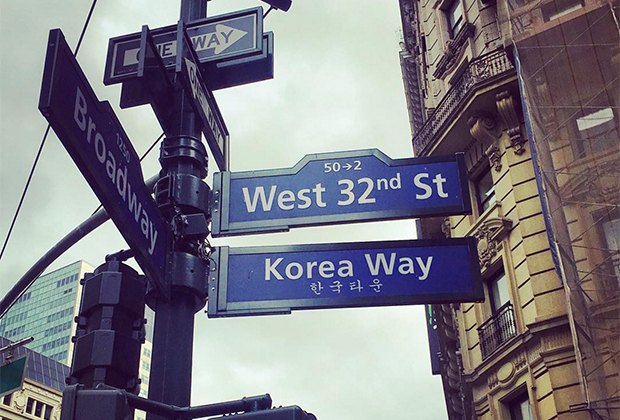 ONE WAY
1250
Broadway
50→2
West 32nd St
Korea Way
한국타운